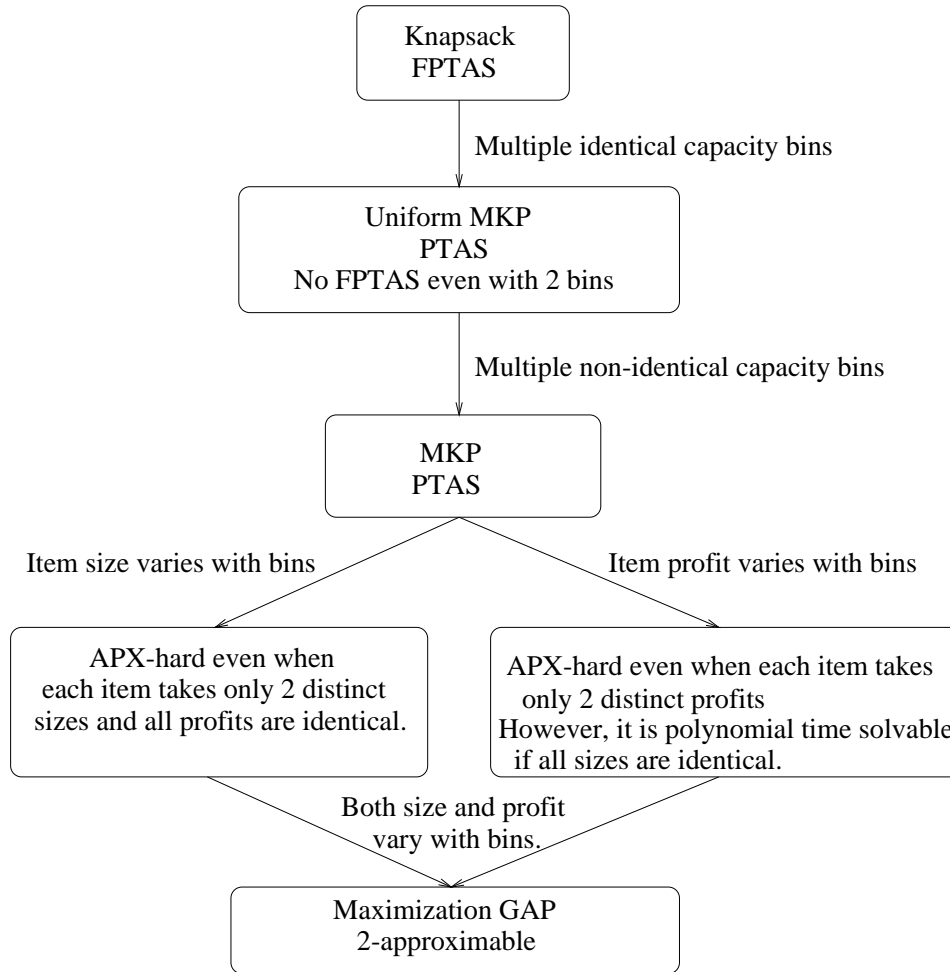 Knapsack
FPTAS
Multiple identical capacity bins
Uniform MKP
PTAS
No FPTAS even with 2 bins
Multiple non-identical capacity bins
MKP
PTAS
Item size varies with bins
Item profit varies with bins
APX-hard even when
each item takes only 2 distinct
sizes and all profits are identical.
APX-hard even when each item takes
only 2 distinct profits
However, it is polynomial time solvable
if all sizes are identical.
Both size and profit
vary with bins.
Maximization GAP
2-approximable